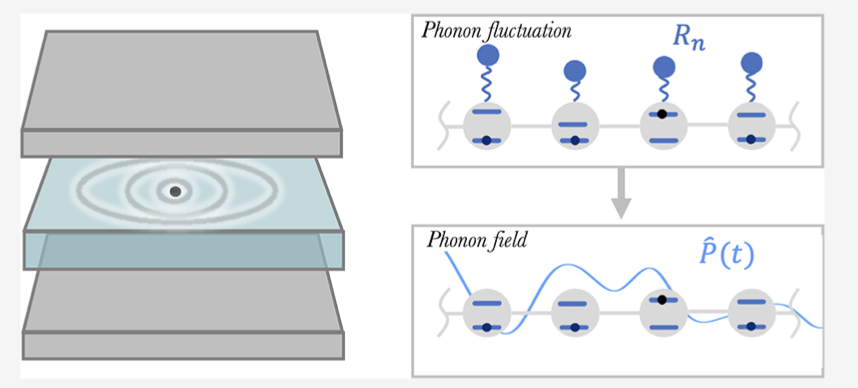 Phonon fluctuation
Rₙ
Phonon field
P̂(t)